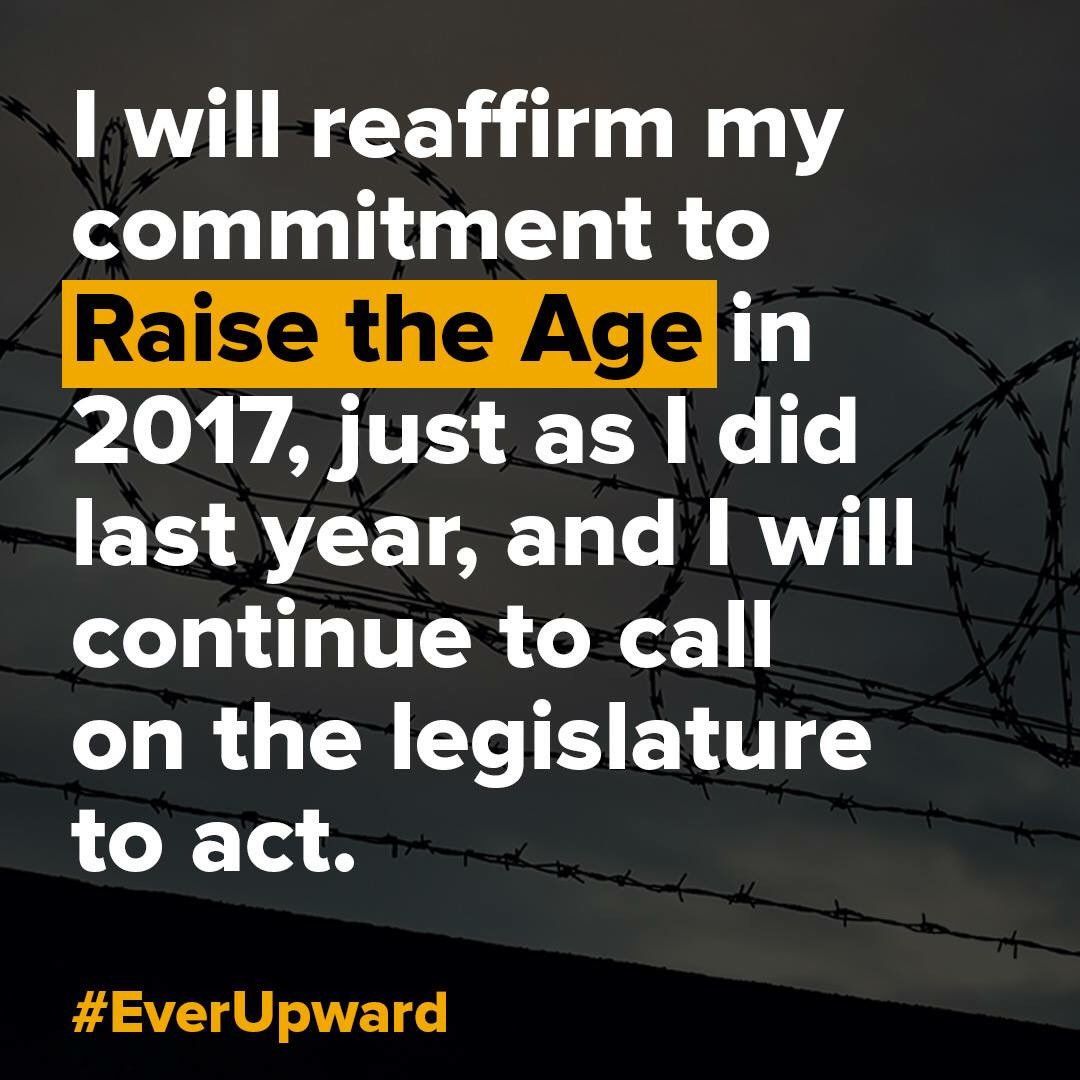 I will reaffirm my
commitment to
Raise the Age in
2017, just as I did
last year, and I will
continue to call
on the legislature
to act.
#EverUpward